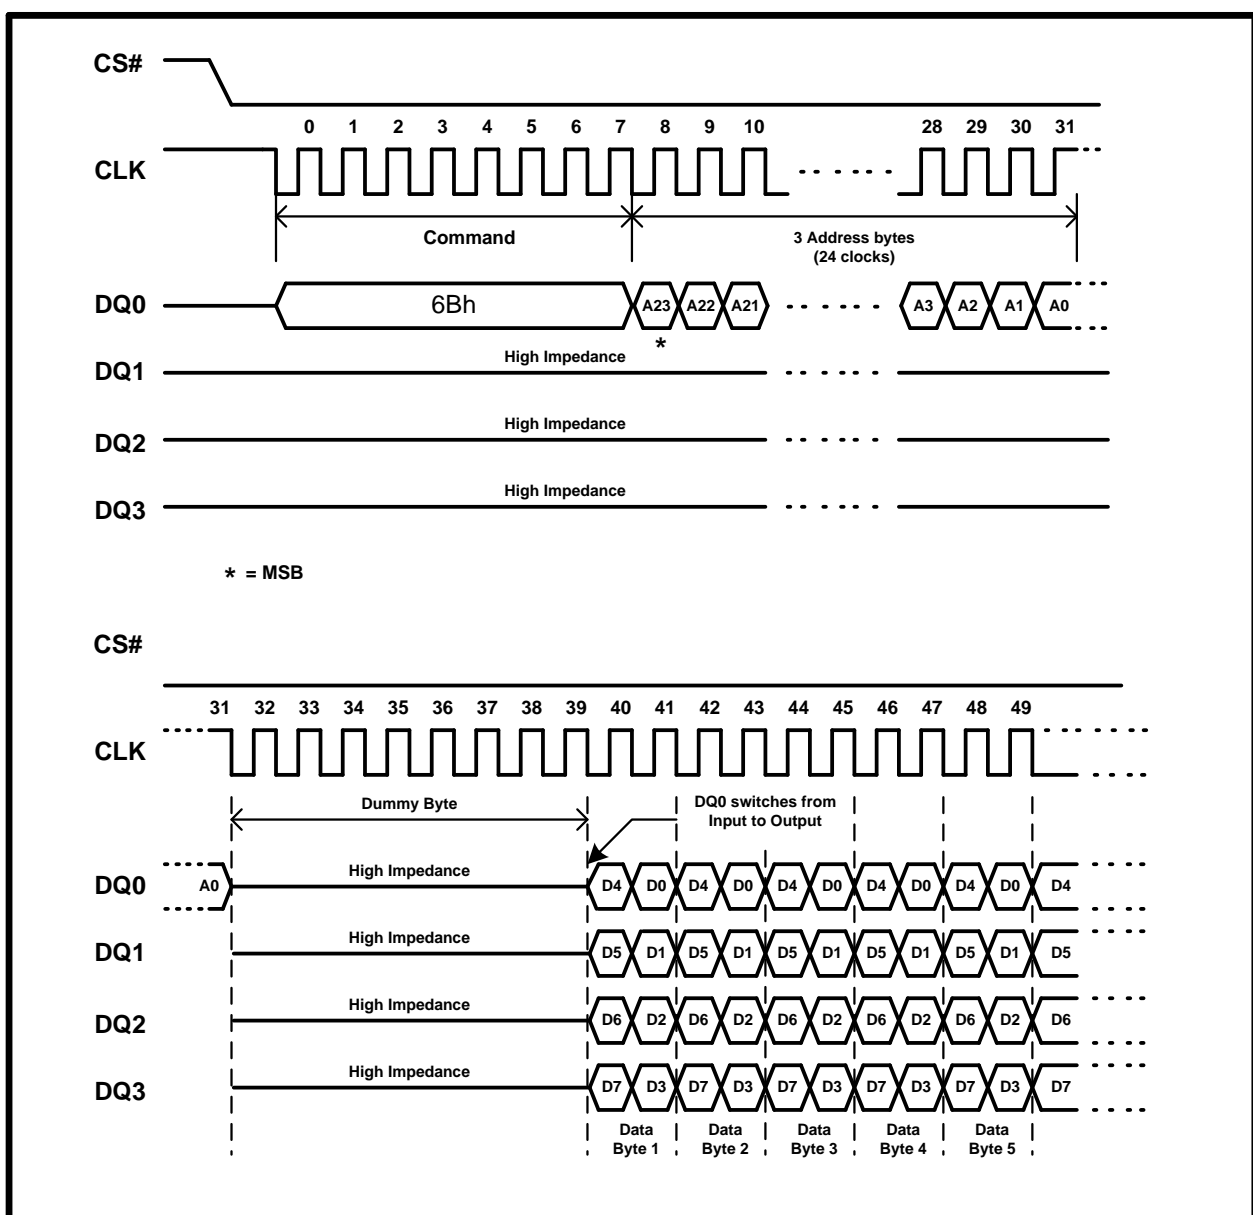 CS#
0 1 2 3 4 5 6 7 8 9 10 28 29 30 31
CLK
Command
3 Address bytes
(24 clocks)
DQ0 6Bh A23 A22 A21 A3 A2 A1 A0
*
High Impedance
DQ1
High Impedance
DQ2
High Impedance
DQ3
* = MSB
CS#
31 32 33 34 35 36 37 38 39 40 41 42 43 44 45 46 47 48 49
CLK
Dummy Byte
DQ0 switches from
Input to Output
High Impedance
DQ0 A0 D4 D0 D4 D0 D4 D0 D4 D0 D4 D0 D4
High Impedance
DQ1 D5 D1 D5 D1 D5 D1 D5 D1 D5 D1 D5
High Impedance
DQ2 D6 D2 D6 D2 D6 D2 D6 D2 D6 D2 D6
High Impedance
DQ3 D7 D3 D7 D3 D7 D3 D7 D3 D7 D3 D7
Data Data Data Data Data
Byte 1 Byte 2 Byte 3 Byte 4 Byte 5